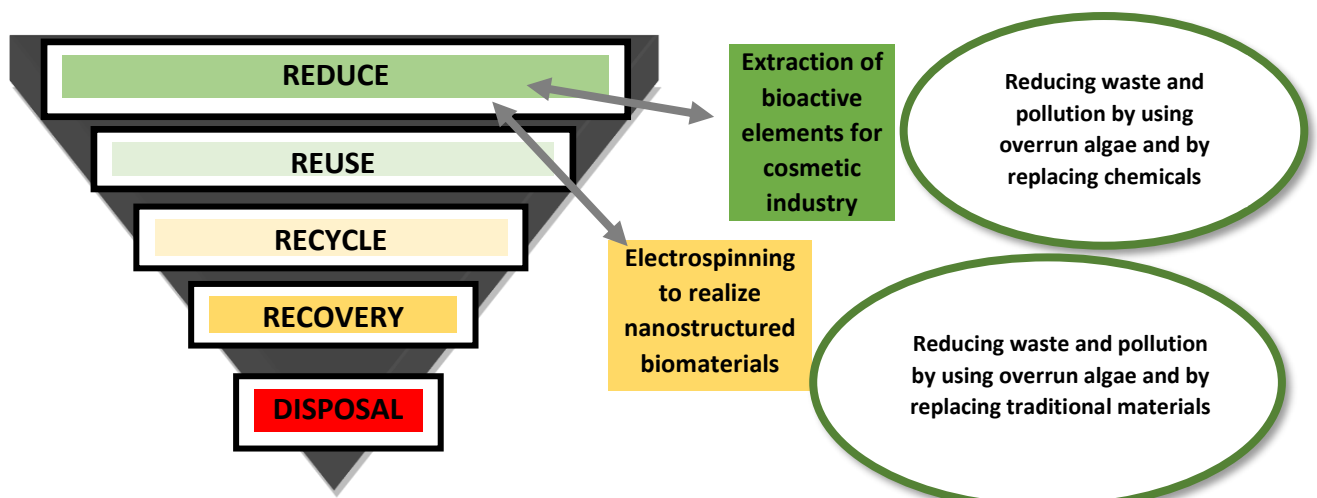 REDUCE
REUSE
RECYCLE
RECOVERY
DISPOSAL
Extraction of
bioactive
elements for
cosmetic
industry
Electrospinning
to realize
nanostructured
biomaterials
Reducing waste and
pollution by using
overrun algae and by
replacing chemicals
Reducing waste and pollution
by using overrun algae and by
replacing traditional materials